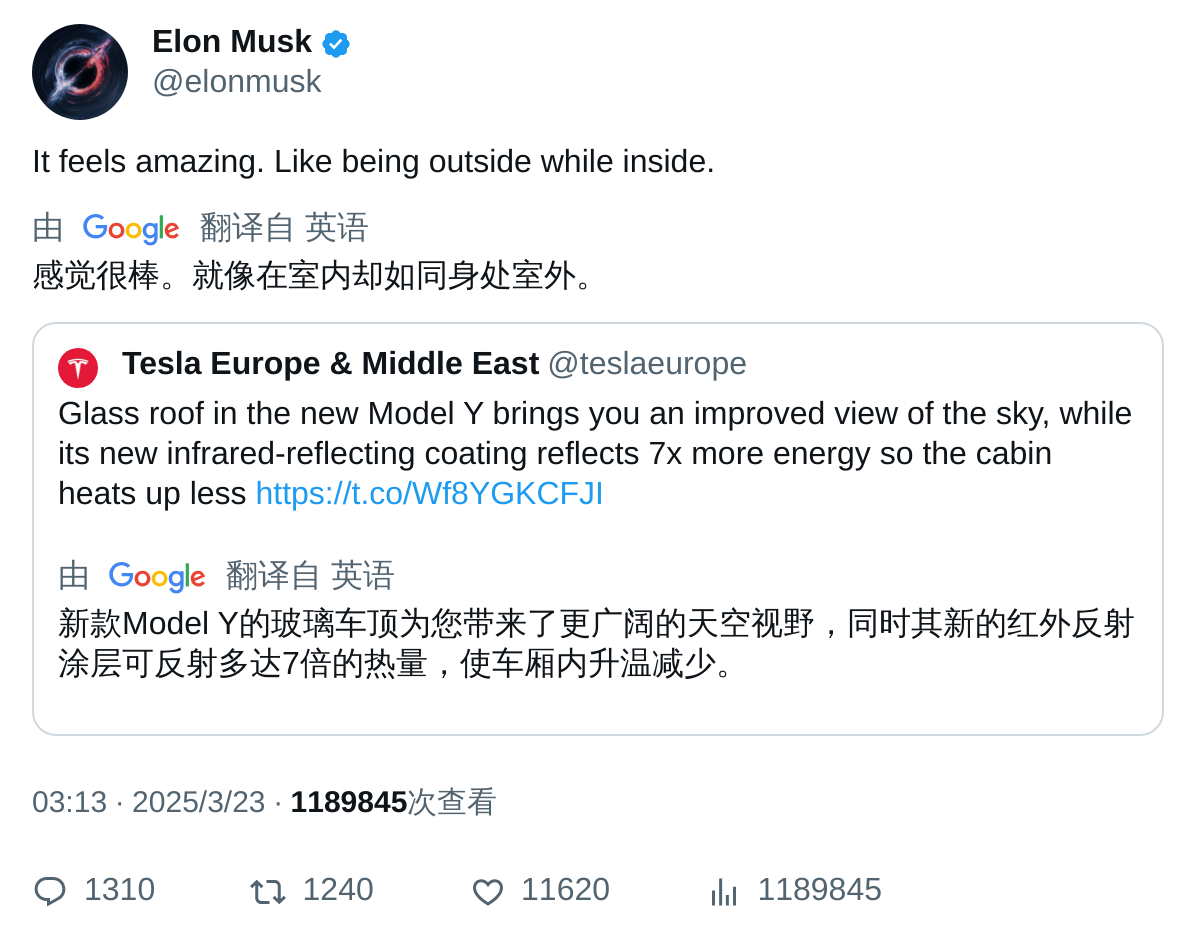 Elon Musk
@elonmusk
It feels amazing. Like being outside while inside.
由 Google 翻译自 英语
感觉很棒。就像在室内却如同身处室外。
Tesla Europe & Middle East @teslaeurope
Glass roof in the new Model Y brings you an improved view of the sky, while
its new infrared-reflecting coating reflects 7x more energy so the cabin
heats up less https://t.co/Wf8YGKCFJI
由 Google 翻译自 英语
新款Model Y的玻璃车顶为您带来了更广阔的天空视野，同时其新的红外反射
涂层可反射多达7倍的热量，使车厢内升温减少。
03:13 · 2025/3/23 · 1189845次查看
1310 1240 11620 1189845